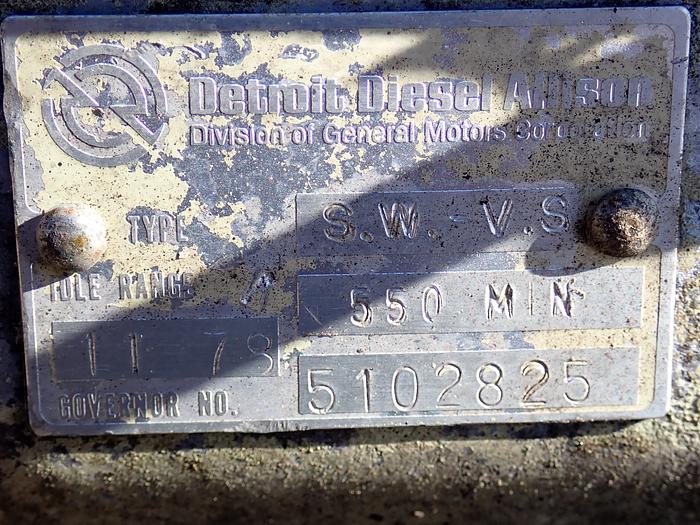 Detroit Diesel Allison
Division of General Motors Corporation
TYPE S.W.-V.S
IDLE RANGE 550 MIN
11 78
GOVERNOR NO. 5102825